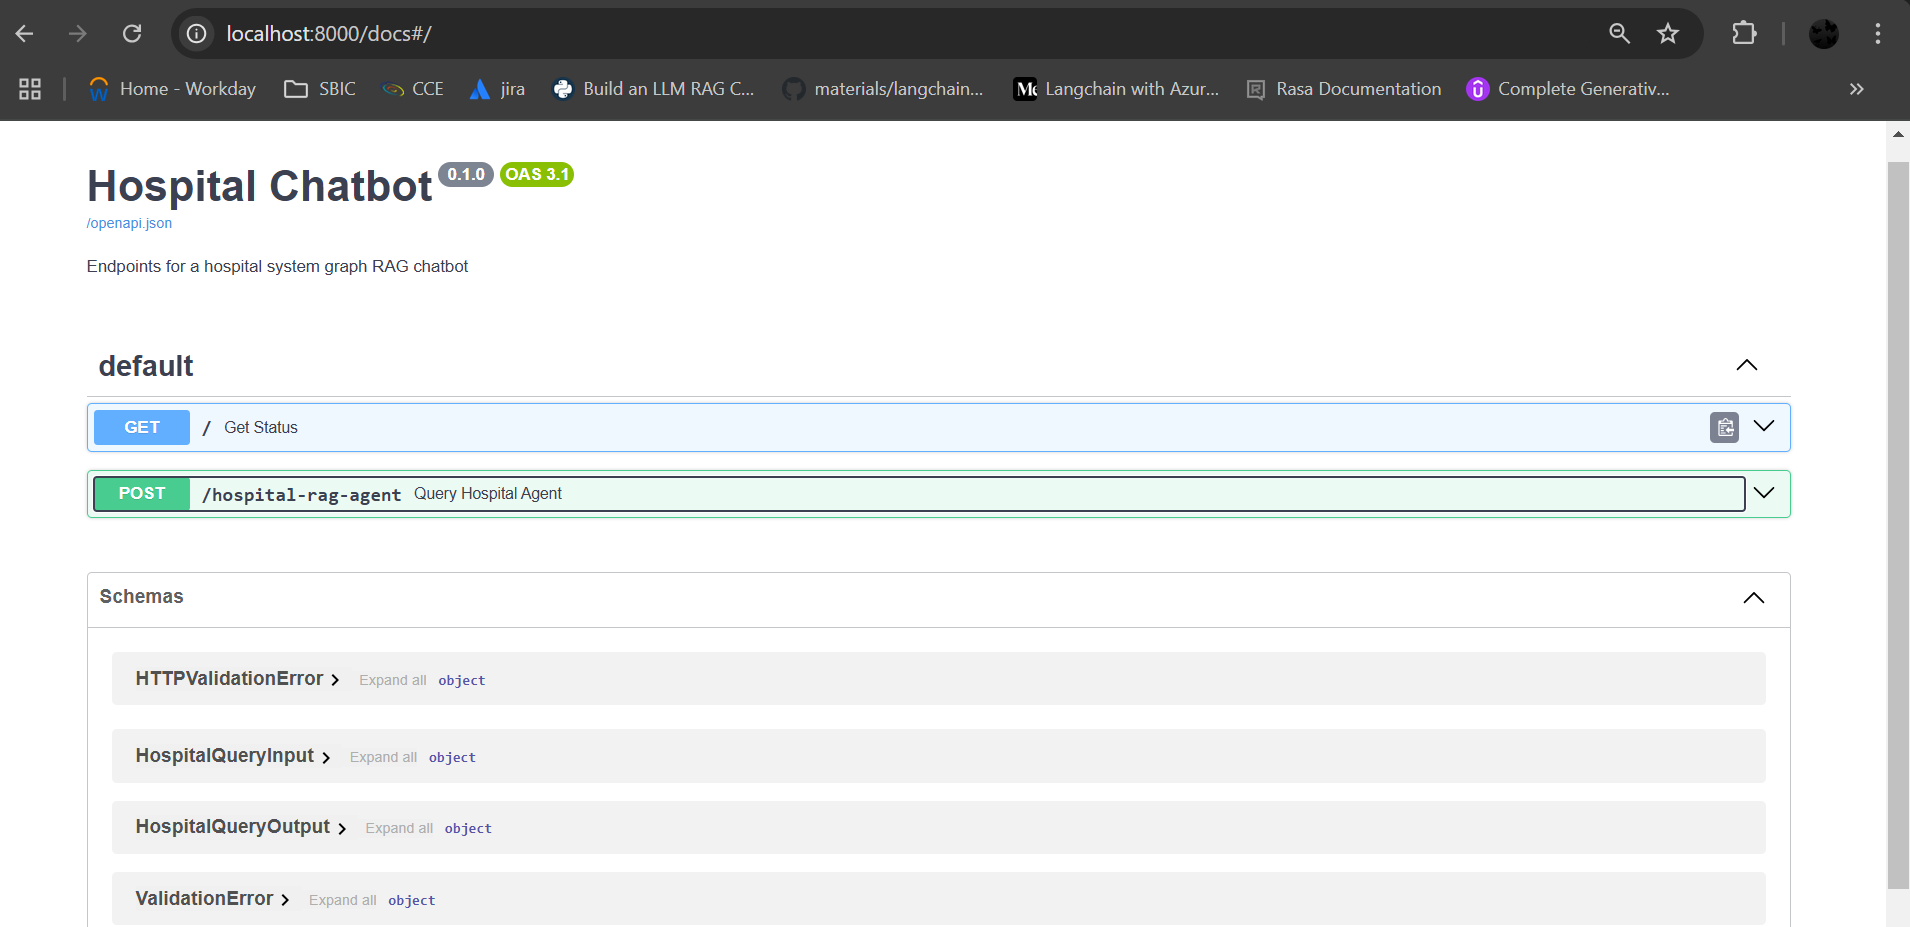 localhost:8000/docs#/
Home - Workday SBIC CCE jira Build an LLM RAG C... materials/langchain... Langchain with Azur... Rasa Documentation Complete Generativ...
Hospital Chatbot 0.1.0 OAS 3.1
/openapi.json
Endpoints for a hospital system graph RAG chatbot
default
GET / Get Status
POST /hospital-rag-agent Query Hospital Agent
Schemas
HTTPValidationError Expand all object
HospitalQueryInput Expand all object
HospitalQueryOutput Expand all object
ValidationError Expand all object